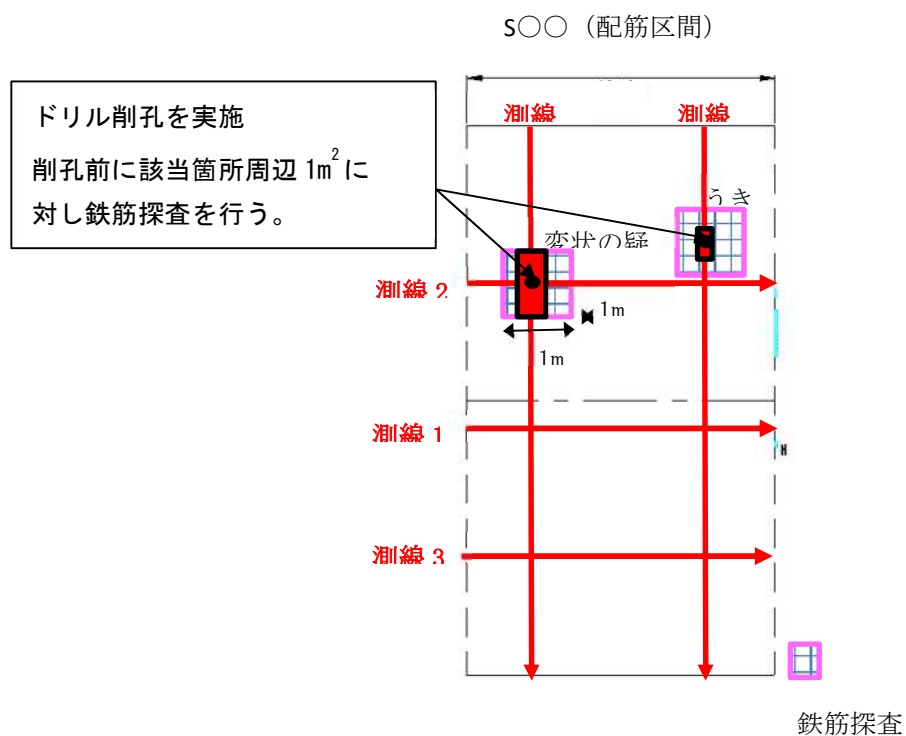 S○○（配筋区間）
ドリル削孔を実施
削孔前に該当箇所周辺1m²に
対し鉄筋探査を行う。
測線
測線
うき
変状の疑
測線2
1m
1m
測線1
測線3
鉄筋探査